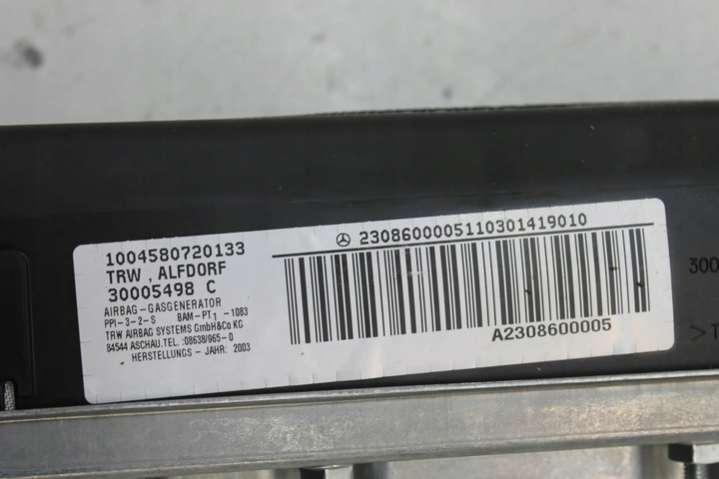 1004580720133
TRW , ALFDORF
30005498 C
AIRBAG-GASGENERATOR
PPI-3-2-S BAM-PT1 -1083
TRW AIRBAG SYSTEMS GmbH&Co KG
84544 ASCHAU.TEL.:08638/965-0
HERSTELLUNGS - JAHR: 2003
2308600005110301419010
A2308600005
300
>T